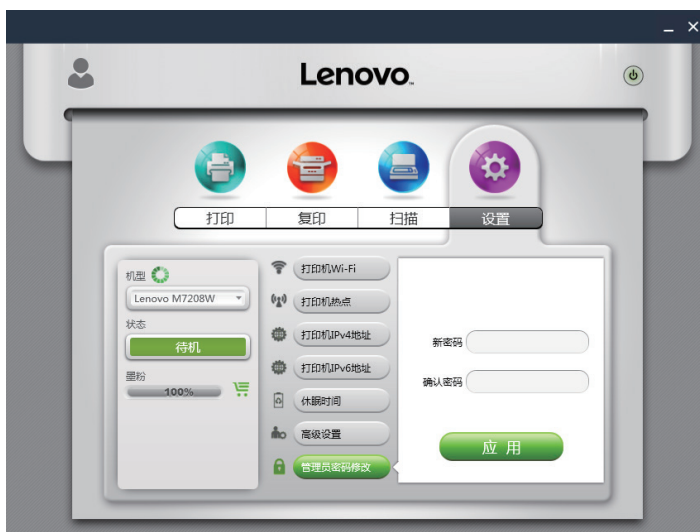 Lenovo
打印 复印 扫描 设置
机型
Lenovo M7208W
状态
待机
墨粉
100%
打印机Wi-Fi
打印机热点
打印机IPv4地址
打印机IPv6地址
休眠时间
高级设置
管理员密码修改
新密码
确认密码
应 用